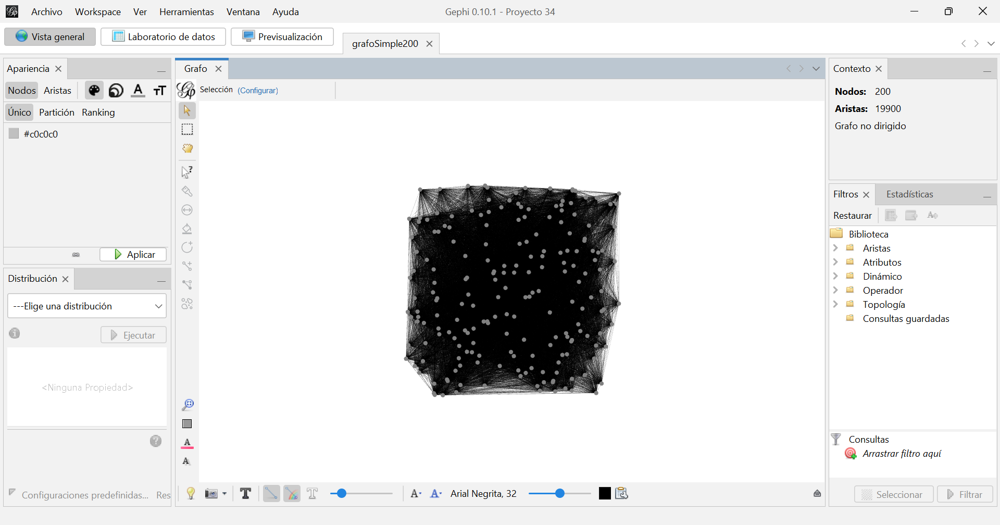 Archivo Workspace Ver Herramientas Ventana Ayuda Gephi 0.10.1 - Proyecto 34
Vista general Laboratorio de datos Previsualización grafoSimple200
Apariencia
Nodos Aristas
Único Partición Ranking
#c0c0c0
Aplicar
Distribución
---Elige una distribución
Ejecutar
<Ninguna Propiedad>
Configuraciones predefinidas... Res
Grafo
Selección (Configurar)
Arial Negrita, 32
Contexto
Nodos: 200
Aristas: 19900
Grafo no dirigido
Filtros Estadísticas
Restaurar
Biblioteca
Aristas
Atributos
Dinámico
Operador
Topología
Consultas guardadas
Consultas
Arrastrar filtro aquí
Seleccionar Filtrar